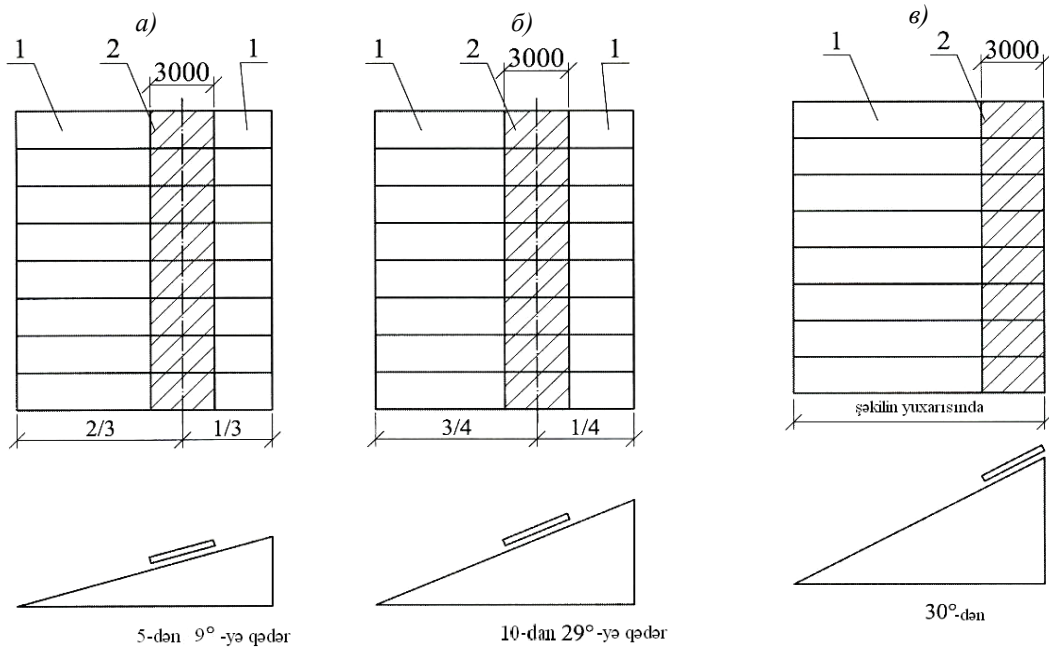 а)
б)
в)
1 2 1
3000
1 2 1
3000
1 2
3000
2/3 1/3
3/4 1/4
şəkilin yuxarısında
5-dən 9° -yə qədər
10-dan 29° -yə qədər
30°-dən